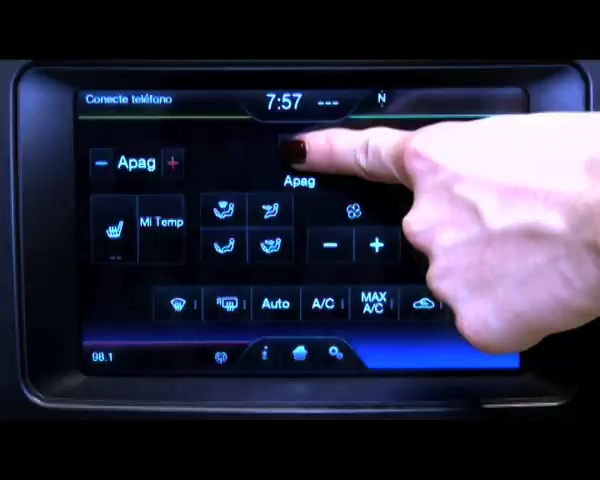 Conecte teléfono
7:57 ---
N
- Apag +
Apag
Mi Temp
--
- +
Auto
A/C
MAX
A/C
98.1
i